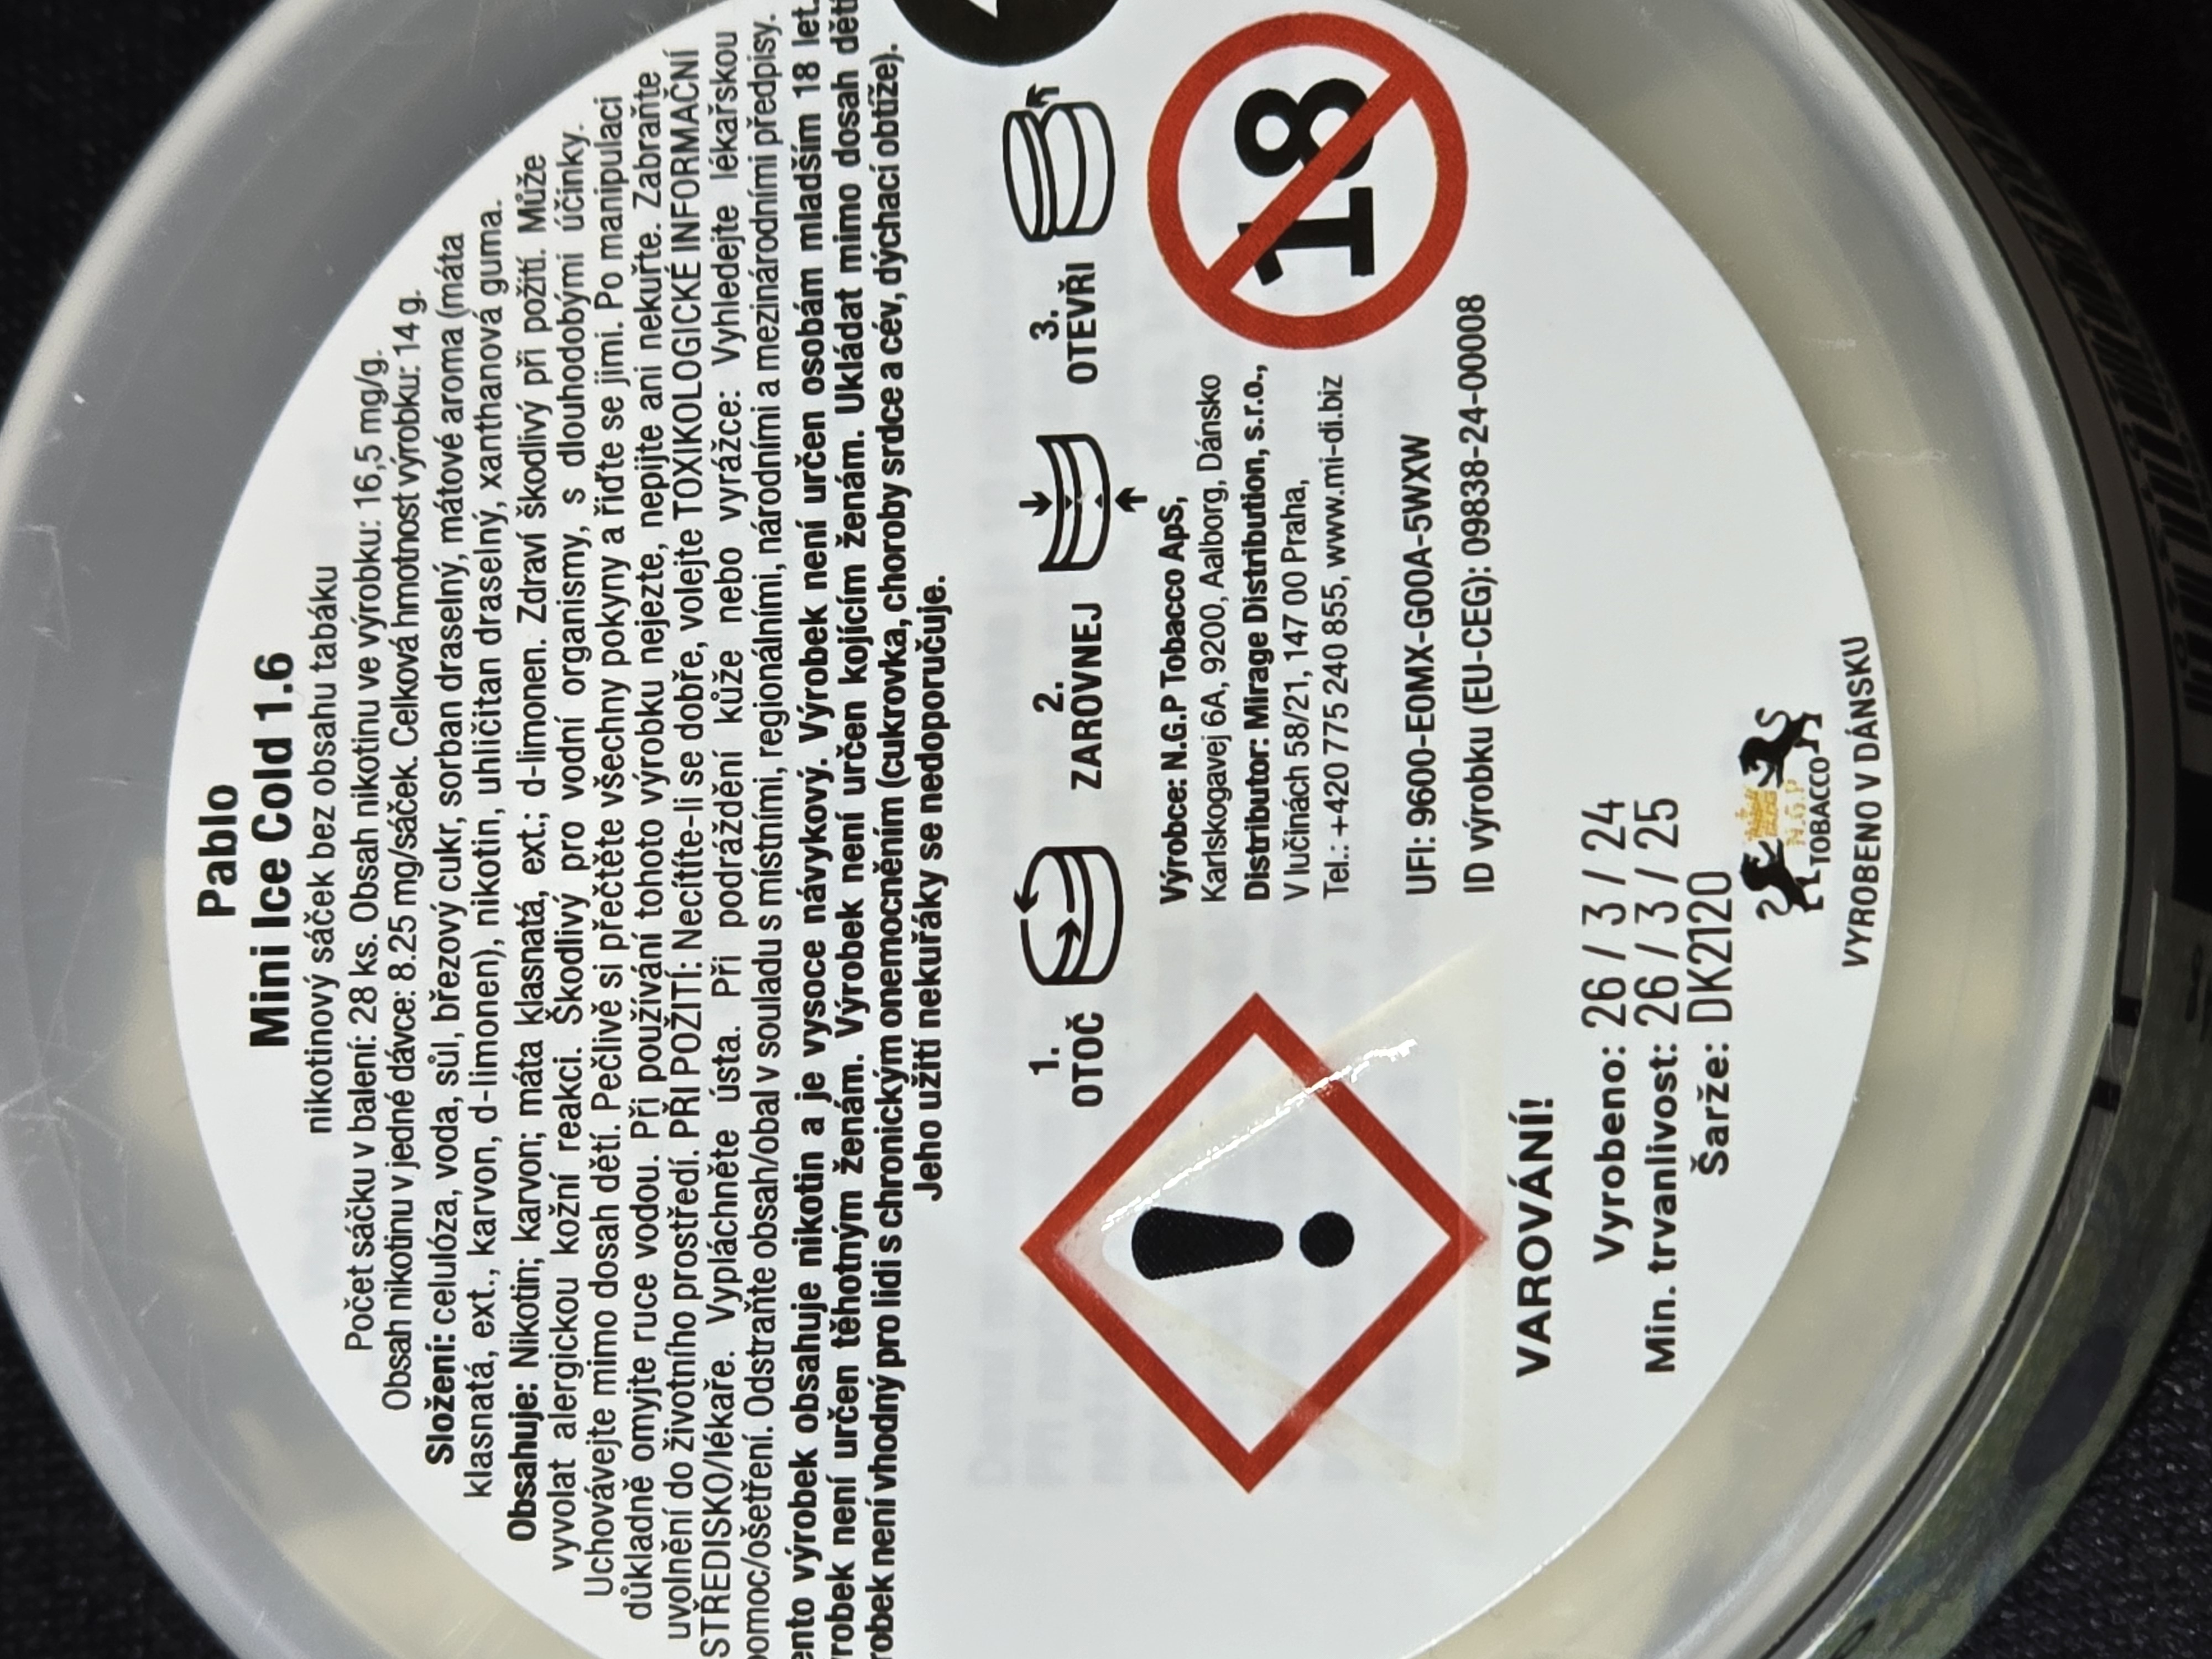 Pablo
Mini Ice Cold 1.6
nikotinový sáček bez obsahu tabáku
Počet sáčků v balení: 28 ks. Obsah nikotinu ve výrobku: 16,5 mg/g.
Obsah nikotinu v jedné dávce: 8.25 mg/sáček. Celková hmotnost výrobku: 14 g.
Složení: celulóza, voda, sůl, březový cukr, sorban draselný, mátové aroma (máta
klasnatá, ext., karvon, d-limonen), nikotin, uhličitan draselný, xanthanová guma.
Obsahuje: Nikotin; karvon; máta klasnatá, ext.; d-limonen. Zdraví škodlivý při požití. Může
vyvolat alergickou kožní reakci. Škodlivý pro vodní organismy, s dlouhodobými účinky.
Uchovávejte mimo dosah dětí. Pečlivě si přečtěte všechny pokyny a řiďte se jimi. Po manipulaci
důkladně omyjte ruce vodou. Při používání tohoto výrobku nejezte, nepijte ani nekuřte. Zabraňte
uvolnění do životního prostředí. PŘI POŽITÍ: Necítíte-li se dobře, volejte TOXIKOLOGICKÉ INFORMAČNÍ
STŘEDISKO/lékaře. Vypláchněte ústa. Při podráždění kůže nebo vyrážce: Vyhledejte lékařskou
pomoc/ošetření. Odstraňte obsah/obal v souladu s místními, regionálními, národními a mezinárodními předpisy.
ento výrobek obsahuje nikotin a je vysoce návykový. Výrobek není určen osobám mladším 18 let.
robek není určen těhotným ženám. Výrobek není určen kojícím ženám. Ukládat mimo dosah dětí
robek není vhodný pro lidi s chronickým onemocněním (cukrovka, choroby srdce a cév, dýchací obtíže).
Jeho užití nekuřáky se nedoporučuje.
1.
OTOČ
2.
ZAROVNEJ
3.
OTEVŘI
Výrobce: N.G.P Tobacco ApS,
Karlskogavej 6A, 9200, Aalborg, Dánsko
Distributor: Mirage Distribution, s.r.o.,
V lučinách 58/21, 147 00 Praha,
Tel.: +420 775 240 855, www.mi-di.biz
18
UFI: 9600-E0MX-G00A-5WXW
ID výrobku (EU-CEG): 09838-24-00008
!
VAROVÁNÍ!
Vyrobeno: 26 / 3 / 24
Min. trvanlivost: 26 / 3 / 25
Šarže: DK2120
N.G.P
TOBACCO
VYROBENO V DÁNSKU